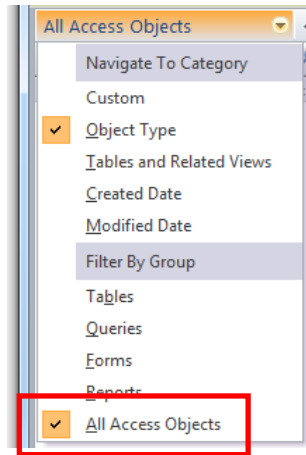 All Access Objects
Navigate To Category
Custom
Object Type
Tables and Related Views
Created Date
Modified Date
Filter By Group
Tables
Queries
Forms
Reports
All Access Objects